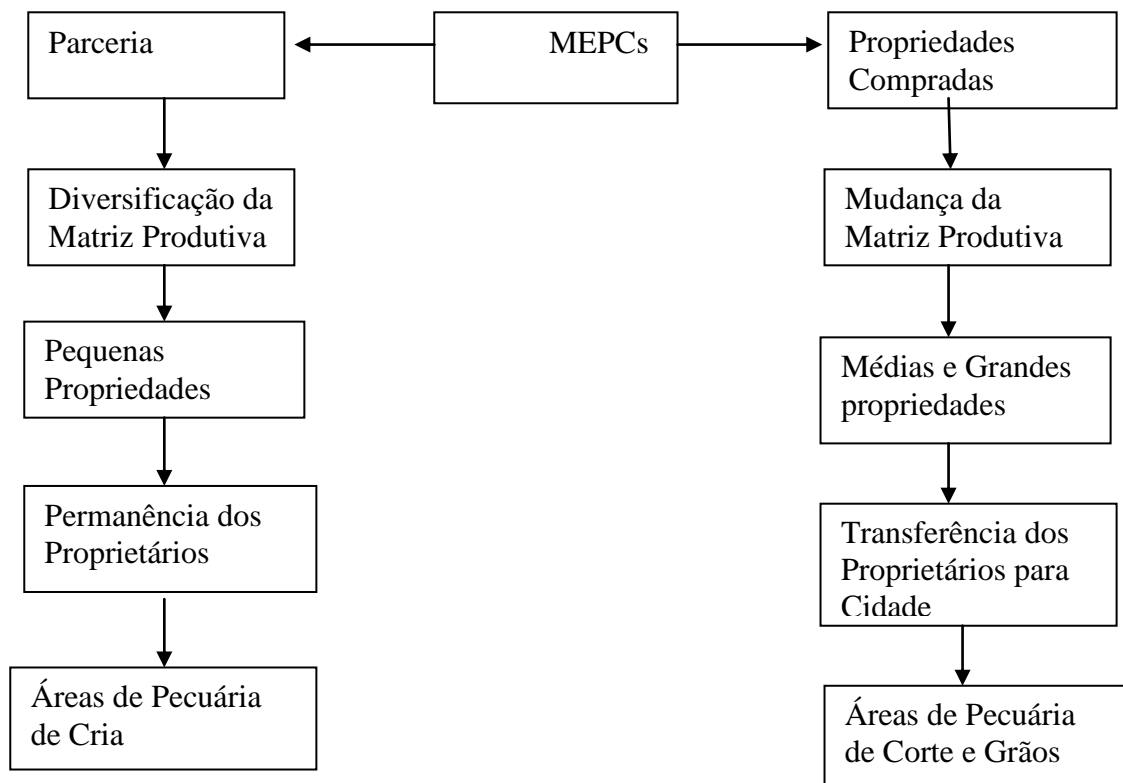 Parceria
MEPCs
Propriedades
Compradas
Diversificação da
Matriz Produtiva
Mudança da
Matriz Produtiva
Pequenas
Propriedades
Médias e Grandes
propriedades
Permanência dos
Proprietários
Transferência dos
Proprietários para
Cidade
Áreas de Pecuária
de Cria
Áreas de Pecuária
de Corte e Grãos